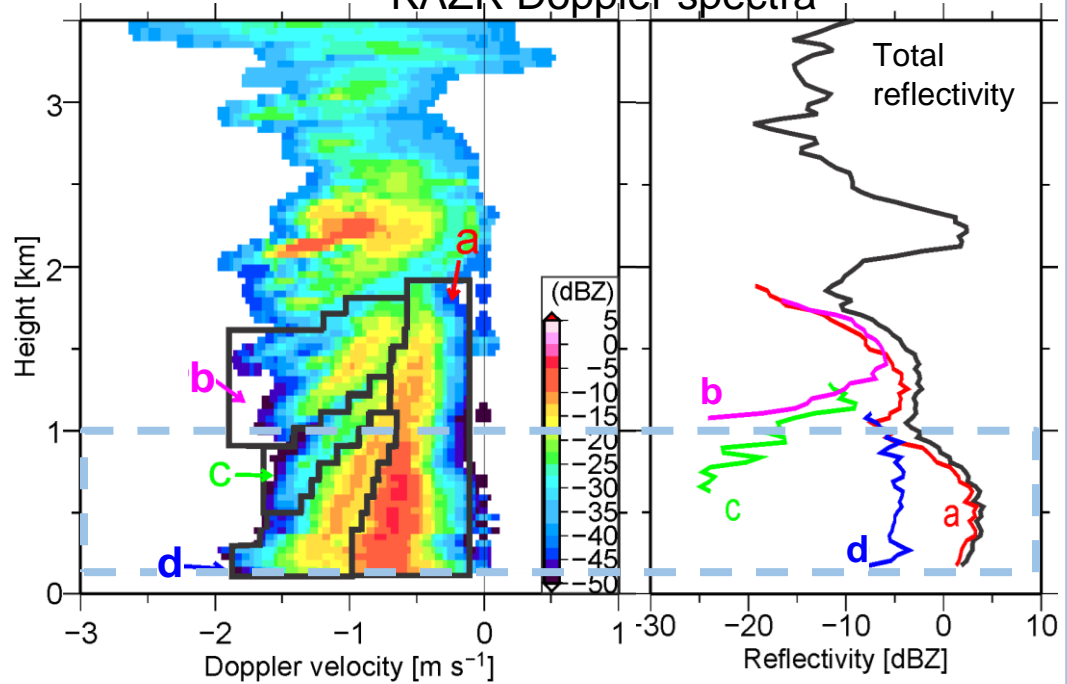 KAZR Doppler spectra
Total
reflectivity
3
2
1
0
Height [km]
a
b
c
d
(dBZ)
5
0
−5
−10
−15
−20
−25
−30
−35
−40
−45
−50
−3
−2
−1
0
1
Doppler velocity [m s−1]
b
c
a
d
-30
−20
−10
0
10
Reflectivity [dBZ]